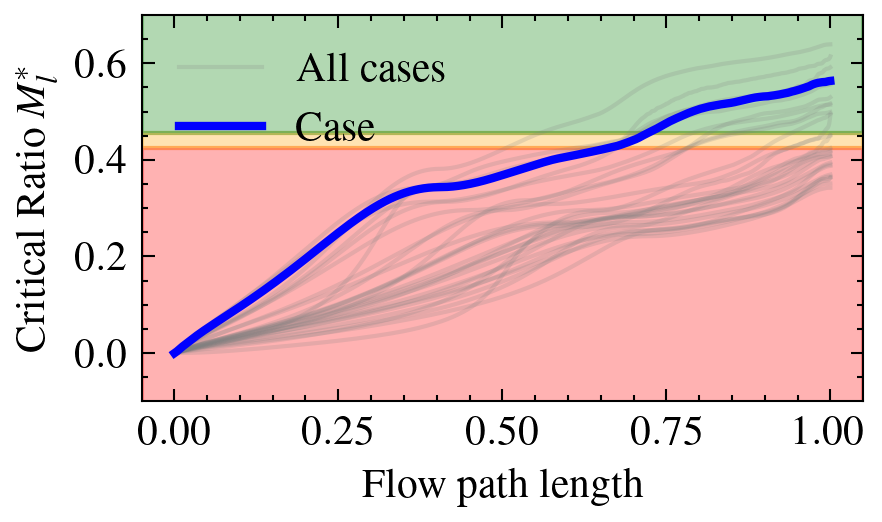 Critical Ratio $M_l^*$
0.6
0.4
0.2
0.0
All cases
Case
0.00 0.25 0.50 0.75 1.00
Flow path length